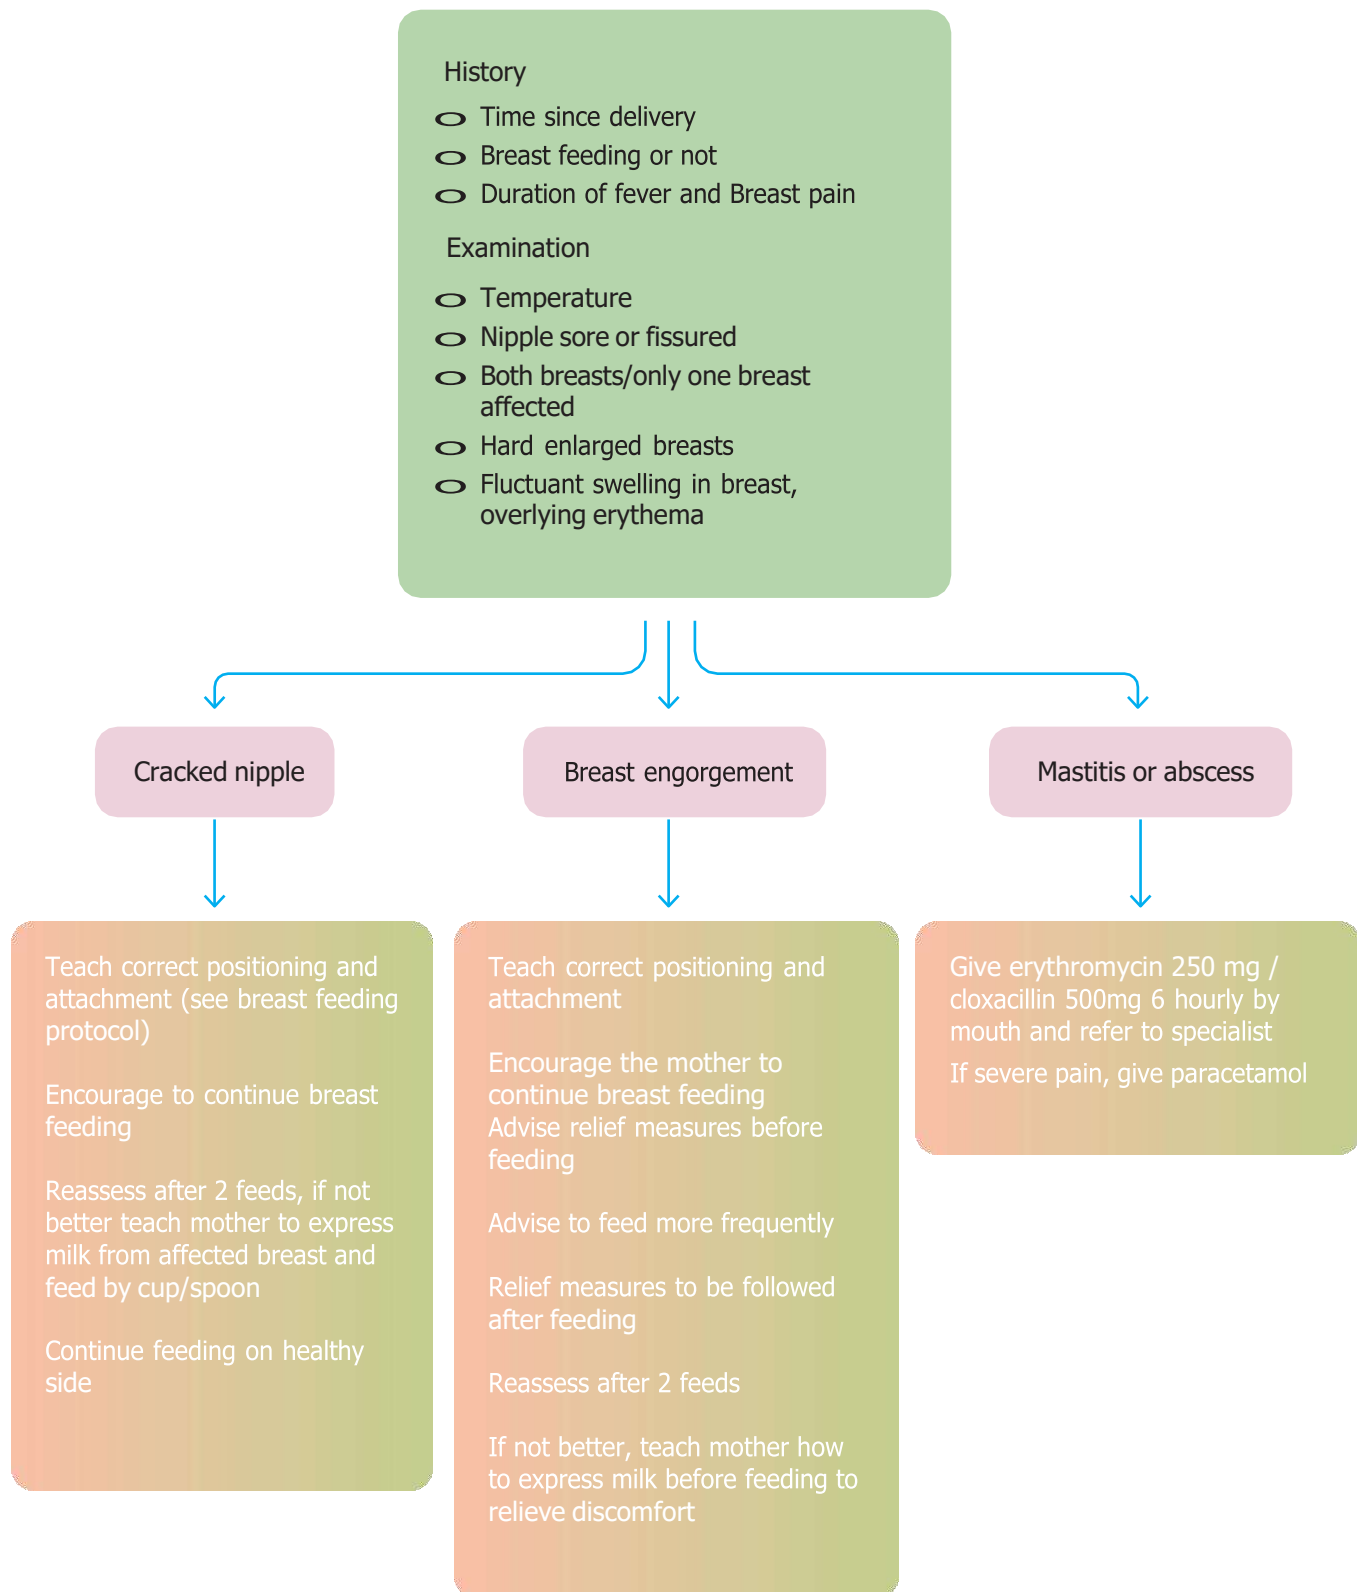 History
Time since delivery
Breast feeding or not
Duration of fever and Breast pain
Examination
Temperature
Nipple sore or fissured
Both breasts/only one breast
affected
Hard enlarged breasts
Fluctuant swelling in breast,
overlying erythema
Cracked nipple
Breast engorgement
Mastitis or abscess
Teach correct positioning and
attachment (see breast feeding
protocol)
Encourage to continue breast
feeding
Reassess after 2 feeds, if not
better teach mother to express
milk from affected breast and
feed by cup/spoon
Continue feeding on healthy
side
Teach correct positioning and
attachment
Encourage the mother to
continue breast feeding
Advise relief measures before
feeding
Advise to feed more frequently
Relief measures to be followed
after feeding
Reassess after 2 feeds
If not better, teach mother how
to express milk before feeding to
relieve discomfort
Give erythromycin 250 mg /
cloxacillin 500mg 6 hourly by
mouth and refer to specialist
If severe pain, give paracetamol